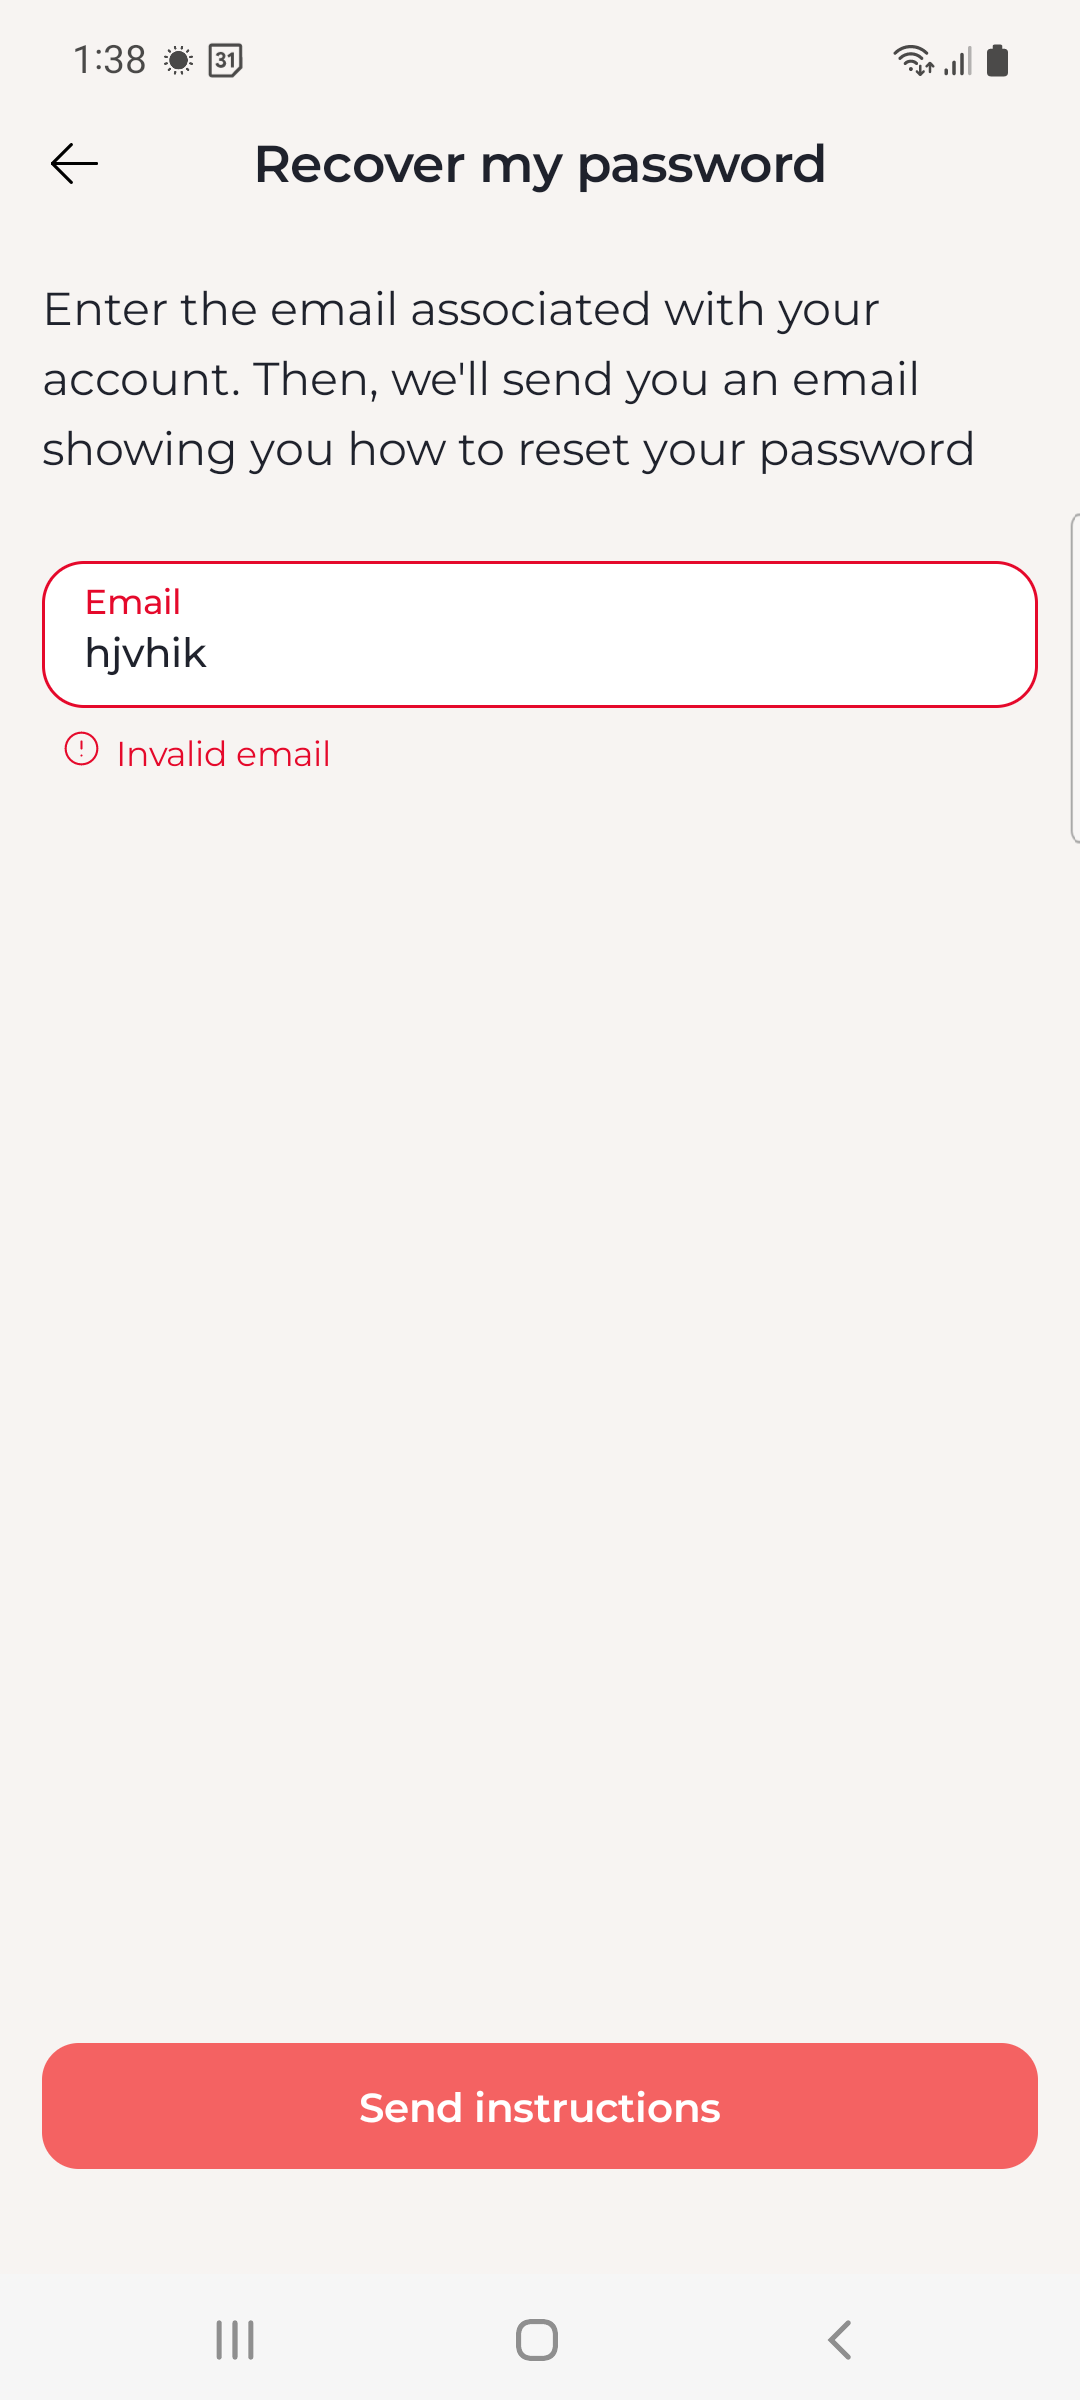 1:38
31
Recover my password
Enter the email associated with your
account. Then, we'll send you an email
showing you how to reset your password
Email
hjvhik
Invalid email
Send instructions